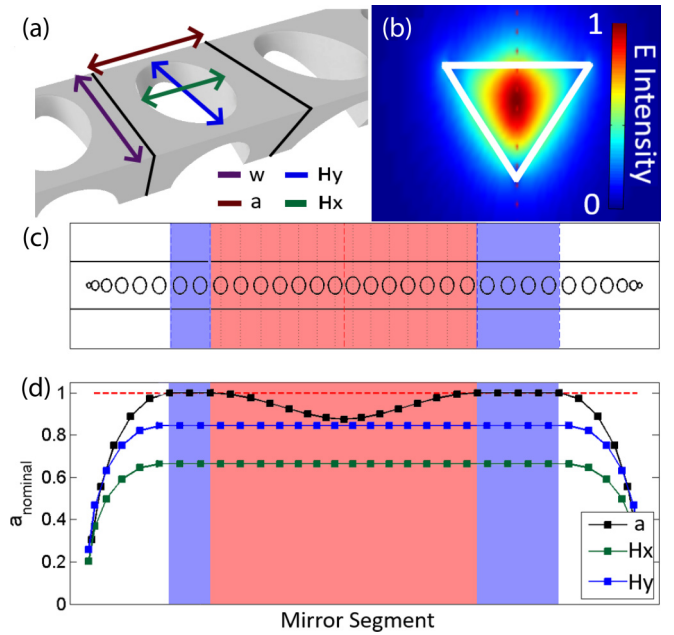 (a)
w
a
Hy
Hx
(b)
1
0
E Intensity
(c)
(d)
1
0.8
0.6
0.4
0.2
0
a nominal
a
Hx
Hy
Mirror Segment